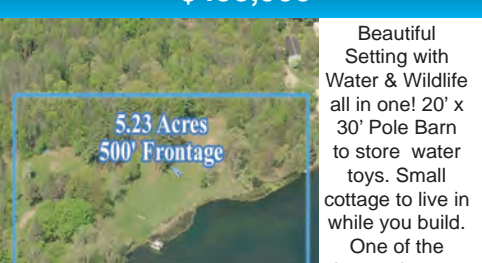 5.23 Acres
500' Frontage
Beautiful
Setting with
Water & Wildlife
all in one! 20' x
30' Pole Barn
to store water
toys. Small
cottage to live in
while you build.
One of the